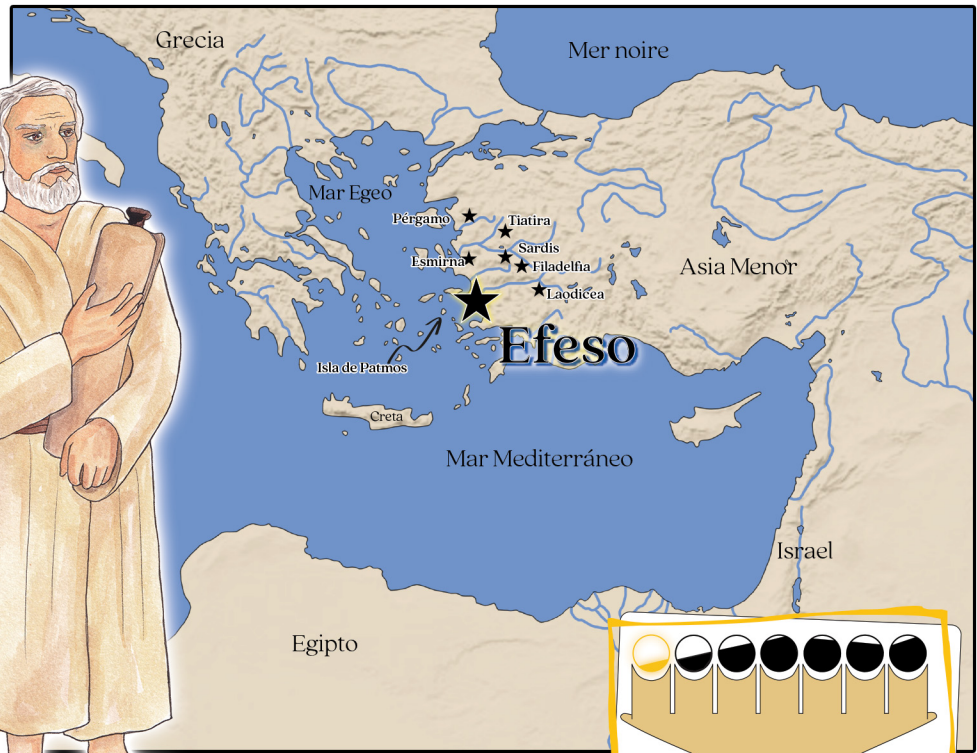 Grecia
Mer noire
Mar Egeo
Pérgamo
Tiatira
Sardis
Esmirna
Filadelfia
Asia Menor
Laodicea
Efeso
Isla de Patmos
Creta
Mar Mediterráneo
Israel
Egipto